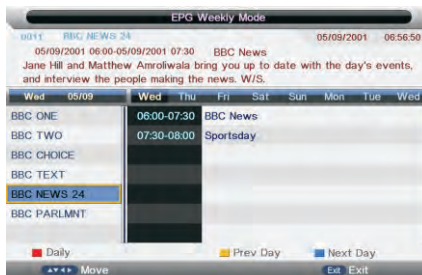 EPG Weekly Mode
0011 BBC NEWS 24 05/09/2001 06:56:50
05/09/2001 06:00-05/09/2001 07:30 BBC News
Jane Hill and Matthew Amroliwala bring you up to date with the day's events,
and interview the people making the news. W/S.
Wed 05/09 Wed Thu Fri Sat Sun Mon Tue Wed
BBC ONE 06:00-07:30 BBC News
BBC TWO 07:30-08:00 Sportsday
BBC CHOICE
BBC TEXT
BBC NEWS 24
BBC PARLMNT
Daily Prev Day Next Day
Move Exit Exit